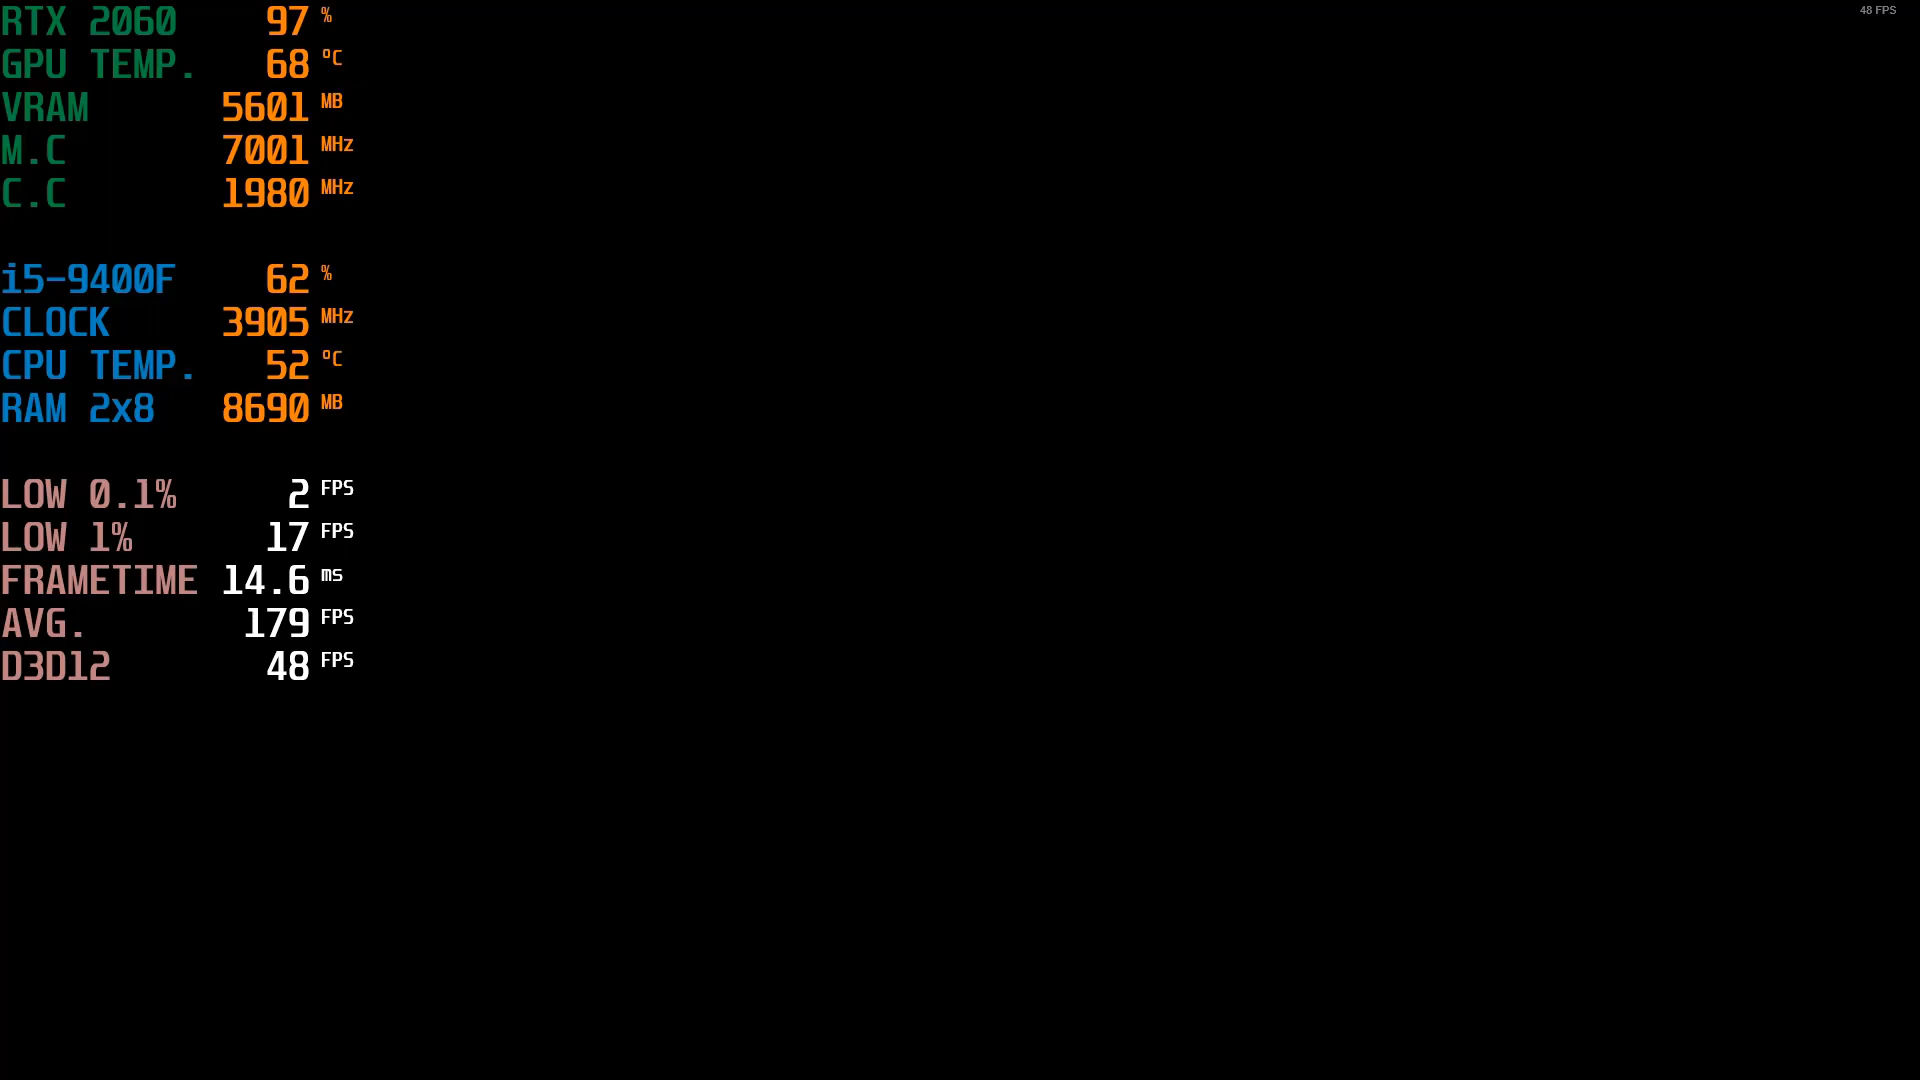 RTX 2060 97 %
GPU TEMP. 68 °C
VRAM 5601 MB
M.C 7001 MHz
C.C 1980 MHz
i5-9400F 62 %
CLOCK 3905 MHz
CPU TEMP. 52 °C
RAM 2x8 8690 MB
LOW 0.1% 2 FPS
LOW 1% 17 FPS
FRAMETIME 14.6 ms
AVG. 179 FPS
D3D12 48 FPS
48 FPS